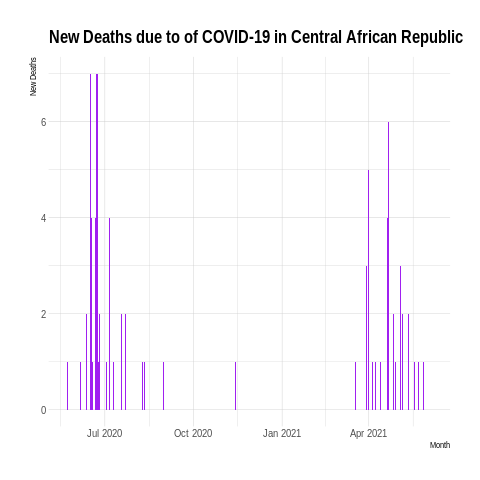 New Deaths due to of COVID-19 in Central African Republic
New Deaths
6
4
2
0
Jul 2020 Oct 2020 Jan 2021 Apr 2021
Month